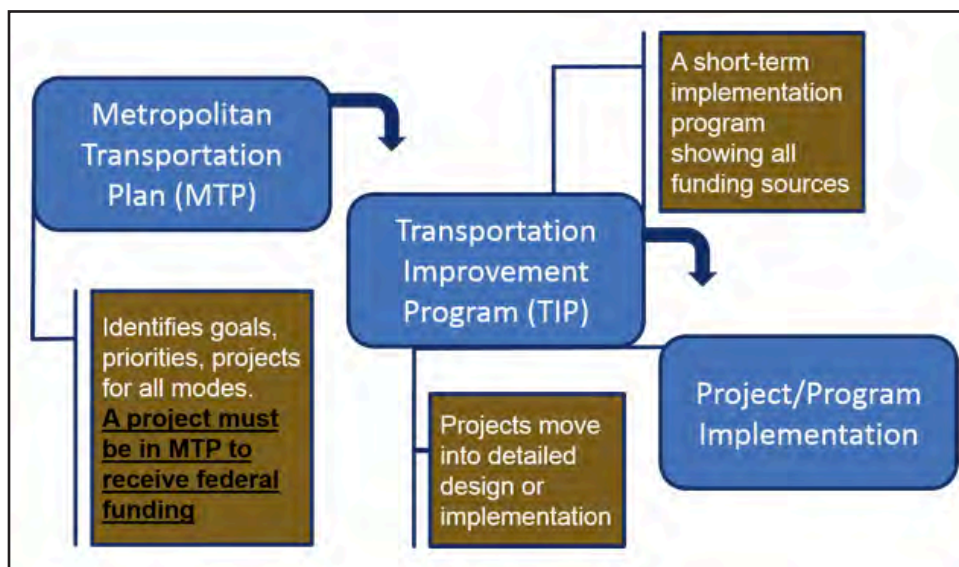 Metropolitan
Transportation
Plan (MTP)
Identifies goals,
priorities, projects
for all modes.
A project must
be in MTP to
receive federal
funding
Transportation
Improvement
Program (TIP)
A short-term
implementation
program
showing all
funding sources
Projects move
into detailed
design or
implementation
Project/Program
Implementation